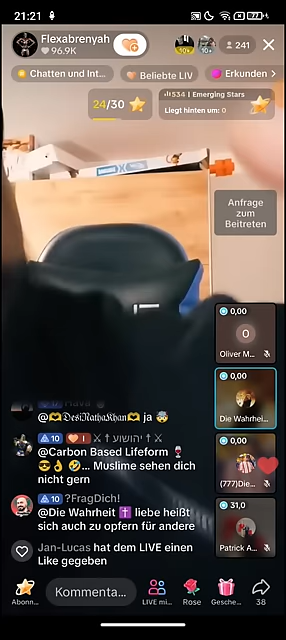 21:21
77
Flexabrenyah
96.9K
241
Chatten und Int...
Beliebte LIV
Erkunden
24/30
534 | Emerging Stars
Liegt hinten um: 0
Anfrage
zum
Beitreten
0,00
O
Oliver M...
0,00
Die Wahrhei...
0,00
(777)Die...
31,0
Patrick A...
@🫶𝕯𝖊𝖘𝖎𝕹𝖆𝖙𝖍𝖆𝕶𝖍𝖆𝖓🫶 ja 🤯
10 I ⚔ † יהושוע † ⚔
@Carbon Based Lifeform 🍷
😎👌🤣... Muslime sehen dich
nicht gern
10 ?FragDich!
@Die Wahrheit ✝️ liebe heißt
sich auch zu opfern für andere
Jan-Lucas hat dem LIVE einen
Like gegeben
Abonn...
Kommenta...
LIVE mi...
Rose
Gesche...
38